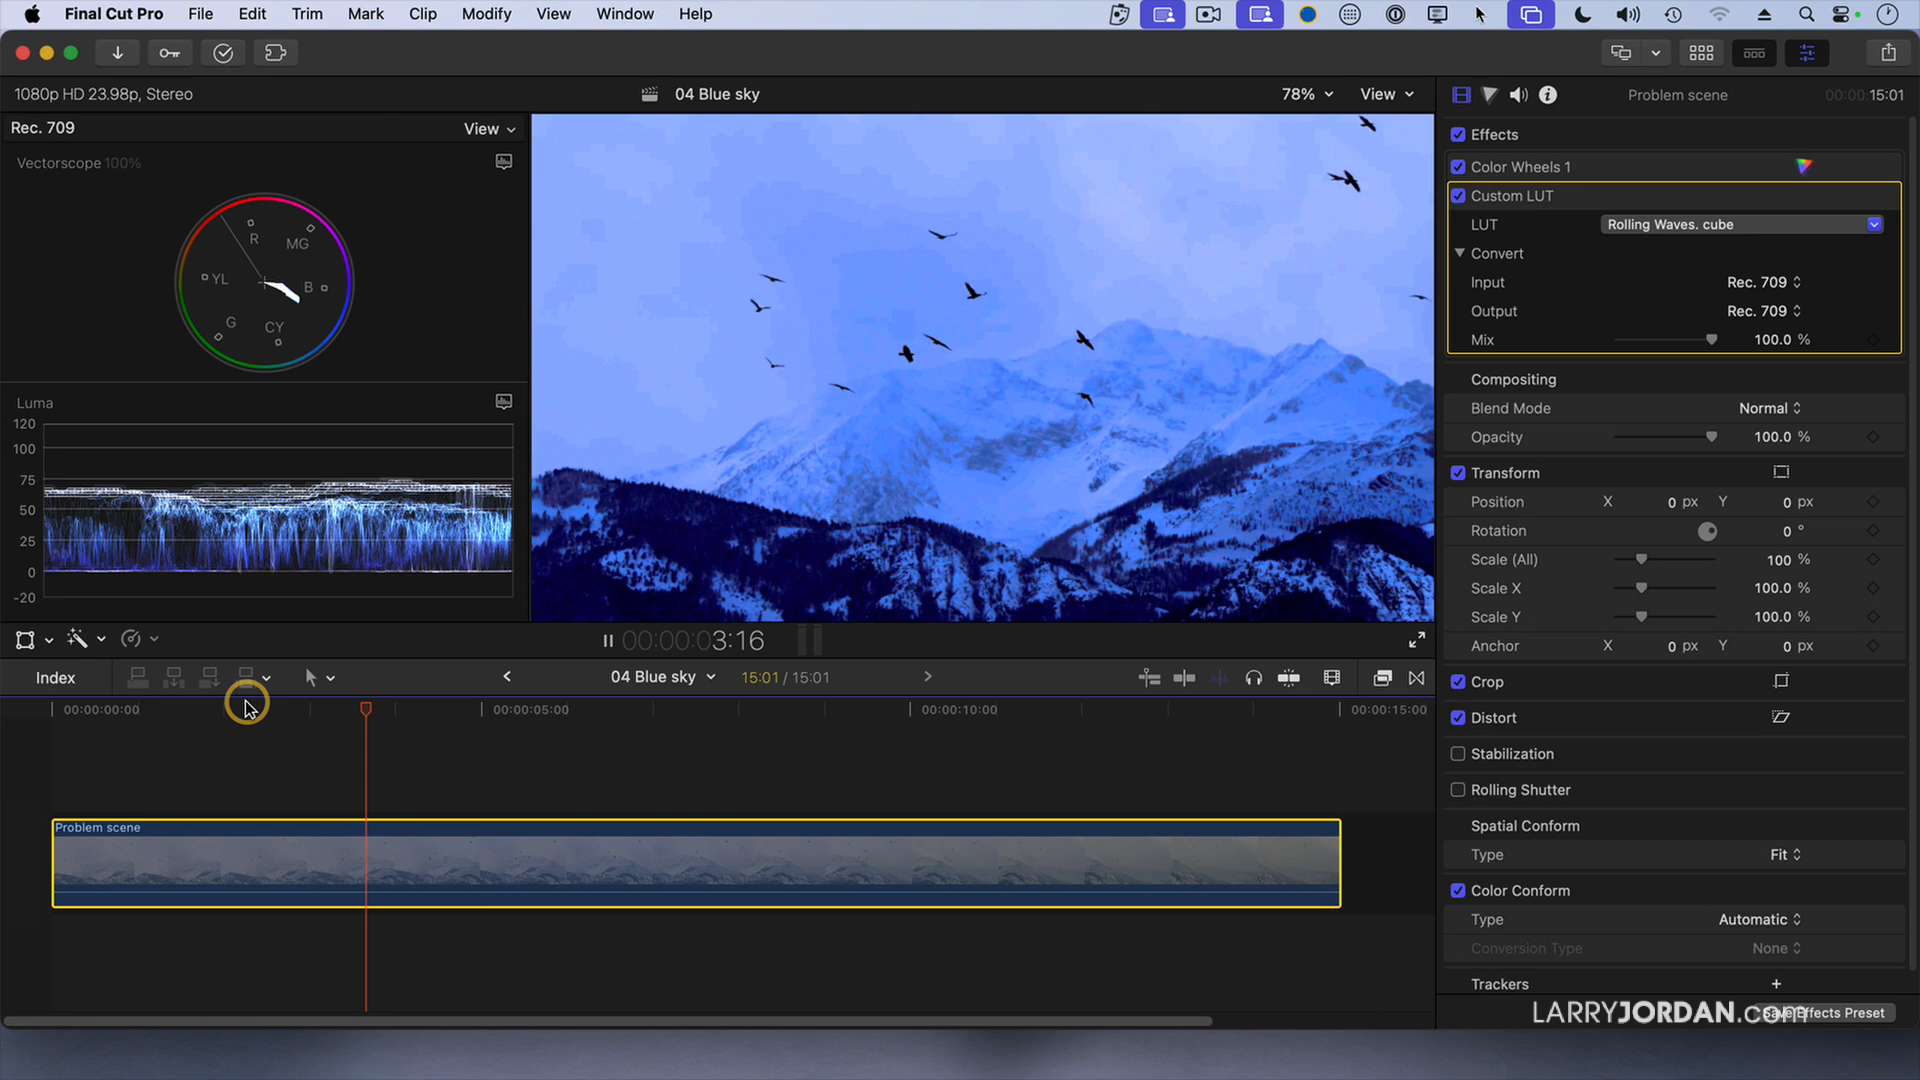 Final Cut Pro File Edit Trim Mark Clip Modify View Window Help
1080p HD 23.98p, Stereo
04 Blue sky
78%
View
Problem scene
00:00:15:01
Rec. 709
View
Vectorscope 100%
R
MG
YL
B
G
CY
Luma
120
100
75
50
25
0
-20
Effects
Color Wheels 1
Custom LUT
LUT Rolling Waves. cube
Convert
Input Rec. 709
Output Rec. 709
Mix 100.0 %
Compositing
Blend Mode Normal
Opacity 100.0 %
Transform
Position X 0 px Y 0 px
Rotation 0 °
Scale (All) 100 %
Scale X 100.0 %
Scale Y 100.0 %
Anchor X 0 px Y 0 px
Crop
Distort
Stabilization
Rolling Shutter
Spatial Conform
Type Fit
Color Conform
Type Automatic
Conversion Type None
Trackers
Save Effects Preset
LARRYJORDAN.com
00:00:03:16
Index
04 Blue sky
15:01 / 15:01
00:00:00:00
00:00:05:00
00:00:10:00
00:00:15:00
Problem scene